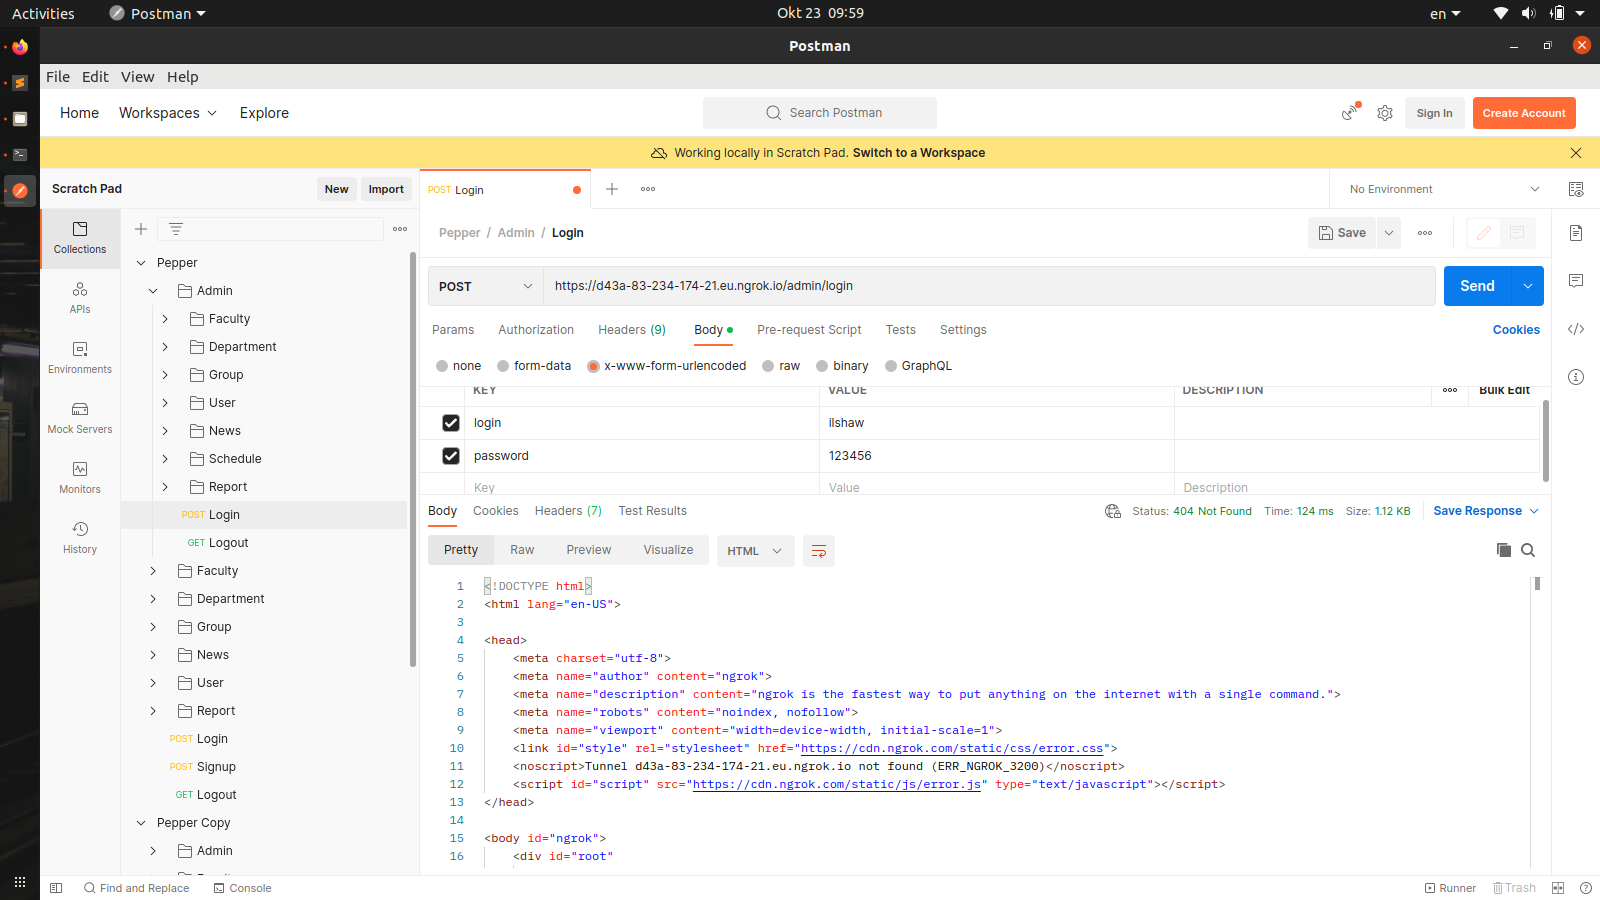 Activities Postman Okt 23 09:59 en
Postman
File Edit View Help
Home Workspaces Explore Search Postman Sign In Create Account
Working locally in Scratch Pad. Switch to a Workspace
Scratch Pad New Import POST Login No Environment
Collections
APIs
Environments
Mock Servers
Monitors
History
Pepper
Admin
Faculty
Department
Group
User
News
Schedule
Report
POST Login
GET Logout
Faculty
Department
Group
News
User
Report
POST Login
POST Signup
GET Logout
Pepper Copy
Admin
Pepper / Admin / Login Save
POST https://d43a-83-234-174-21.eu.ngrok.io/admin/login Send
Params Authorization Headers (9) Body Pre-request Script Tests Settings Cookies
none form-data x-www-form-urlencoded raw binary GraphQL
KEY VALUE DESCRIPTION Bulk Edit
login ilshaw
password 123456
Key Value Description
Body Cookies Headers (7) Test Results Status: 404 Not Found Time: 124 ms Size: 1.12 KB Save Response
Pretty Raw Preview Visualize HTML
1 <!DOCTYPE html>
2 <html lang="en-US">
3
4 <head>
5 <meta charset="utf-8">
6 <meta name="author" content="ngrok">
7 <meta name="description" content="ngrok is the fastest way to put anything on the internet with a single command.">
8 <meta name="robots" content="noindex, nofollow">
9 <meta name="viewport" content="width=device-width, initial-scale=1">
10 <link id="style" rel="stylesheet" href="https://cdn.ngrok.com/static/css/error.css">
11 <noscript>Tunnel d43a-83-234-174-21.eu.ngrok.io not found (ERR_NGROK_3200)</noscript>
12 <script id="script" src="https://cdn.ngrok.com/static/js/error.js" type="text/javascript"></script>
13 </head>
14
15 <body id="ngrok">
16 <div id="root"
Find and Replace Console Runner Trash